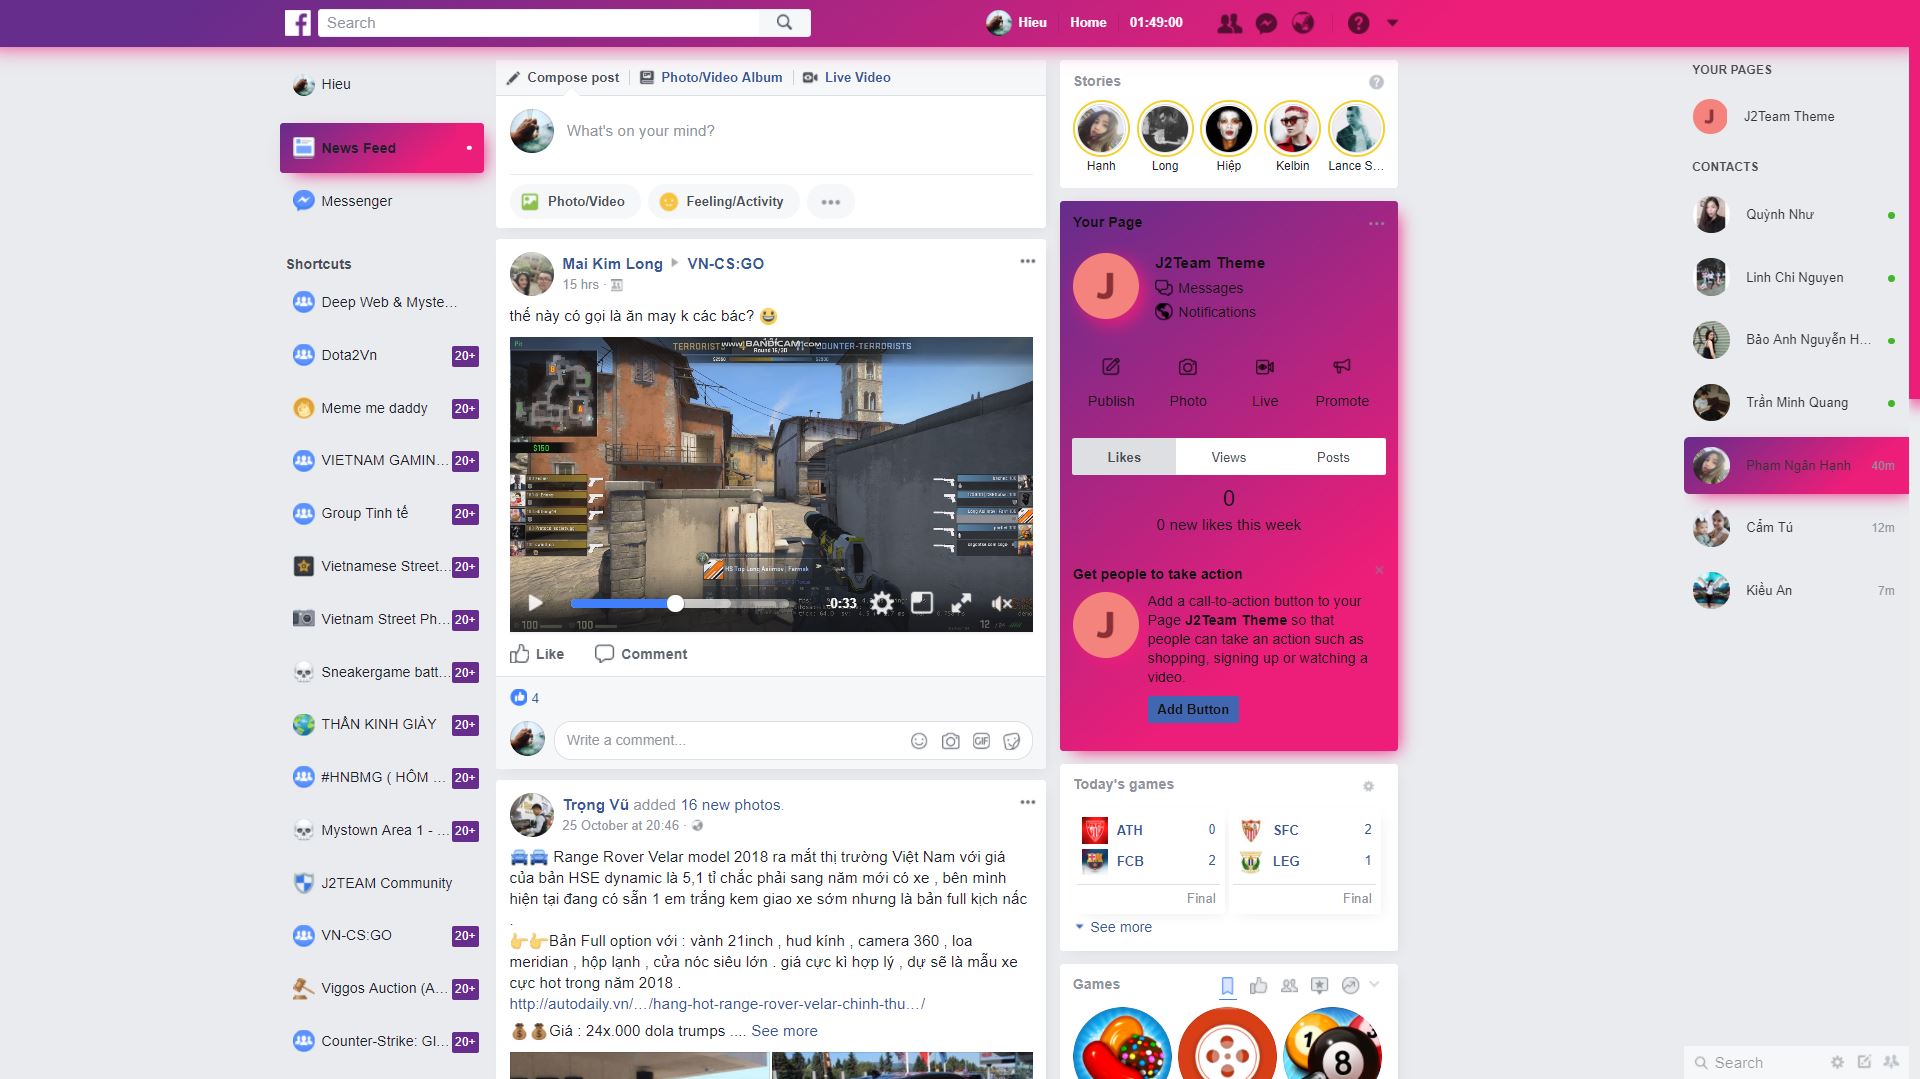 Search
Hieu
Home
01:49:00
Hieu
News Feed
Messenger
Shortcuts
Deep Web & Myste…
Dota2Vn 20+
Meme me daddy 20+
VIETNAM GAMIN… 20+
Group Tinh tế 20+
Vietnamese Street… 20+
Vietnam Street Ph… 20+
Sneakergame batt… 20+
THẦN KINH GIÀY 20+
#HNBMG ( HÔM … 20+
Mystown Area 1 - … 20+
J2TEAM Community
VN-CS:GO 20+
Viggos Auction (A… 20+
Counter-Strike: Gl… 20+
Compose post
Photo/Video Album
Live Video
What's on your mind?
Photo/Video
Feeling/Activity
Mai Kim Long ▸ VN-CS:GO
15 hrs ·
thế này có gọi là ăn may k các bác? 😀
Pit
TERRORISTS
www.BANDICAM.com
COUNTER-TERRORISTS
Round 16/30
$150
HS Top Long Asiimov | Farmsk
0:33
100
100
12
Like
Comment
4
Write a comment...
GIF
Trọng Vũ added 16 new photos.
25 October at 20:46 ·
🚘🚘 Range Rover Velar model 2018 ra mắt thị trường Việt Nam với giá
của bản HSE dynamic là 5,1 tỉ chắc phải sang năm mới có xe , bên mình
hiện tại đang có sẵn 1 em trắng kem giao xe sớm nhưng là bản full kịch nấc
.
👉👉Bản Full option với : vành 21inch , hud kính , camera 360 , loa
meridian , hộp lạnh , cửa nóc siêu lớn . giá cực kì hợp lý , dự sẽ là mẫu xe
cực hot trong năm 2018 .
http://autodaily.vn/…/hang-hot-range-rover-velar-chinh-thu…/
💰💰Giá : 24x.000 dola trumps .... See more
Stories
Hạnh
Long
Hiệp
Kelbin
Lance S…
Your Page
J
J2Team Theme
Messages
Notifications
Publish
Photo
Live
Promote
Likes
Views
Posts
0
0 new likes this week
Get people to take action
J
Add a call-to-action button to your
Page J2Team Theme so that
people can take an action such as
shopping, signing up or watching a
video.
Add Button
Today's games
ATH 0
FCB 2
Final
SFC 2
LEG 1
Final
See more
Games
1
8
YOUR PAGES
J
J2Team Theme
CONTACTS
Quỳnh Như
Linh Chi Nguyen
Bảo Anh Nguyễn H…
Trần Minh Quang
Phạm Ngân Hạnh 40m
Cẩm Tú 12m
Kiều An 7m
Search